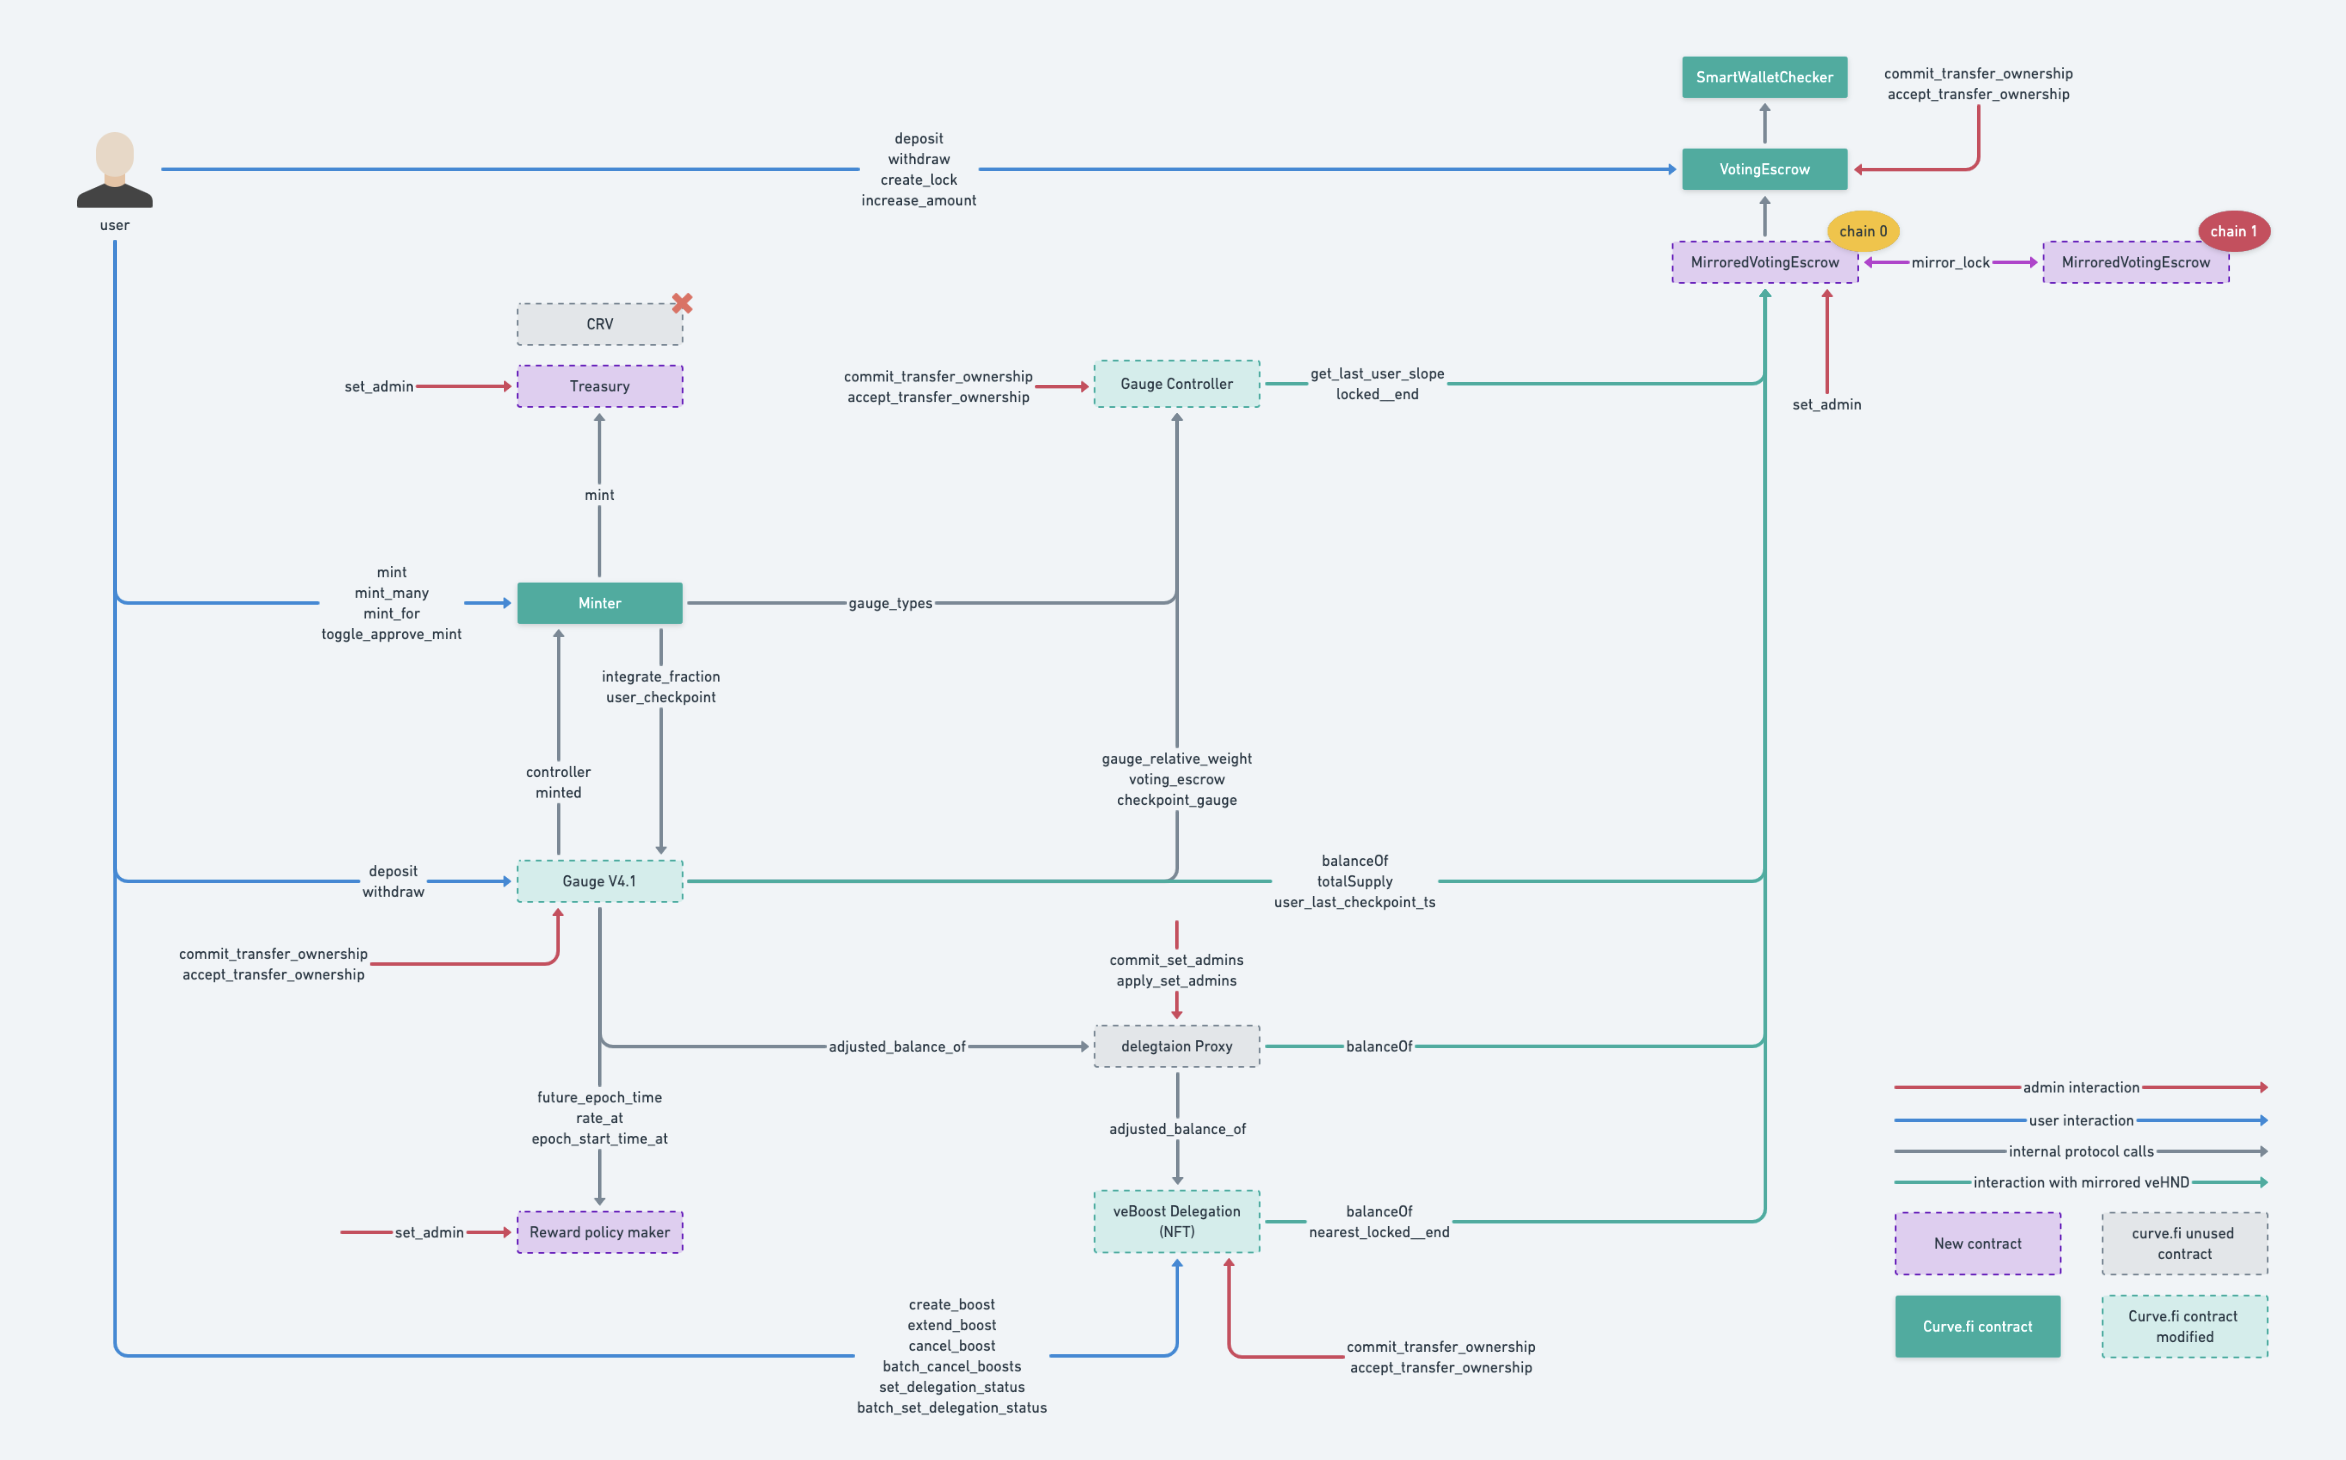 SmartWalletChecker
commit_transfer_ownership
accept_transfer_ownership
deposit
withdraw
create_lock
increase_amount
VotingEscrow
user
chain 0
chain 1
MirroredVotingEscrow
mirror_lock
MirroredVotingEscrow
CRV
set_admin
Treasury
commit_transfer_ownership
accept_transfer_ownership
Gauge Controller
get_last_user_slope
locked__end
set_admin
mint
mint
mint_many
mint_for
toggle_approve_mint
Minter
gauge_types
integrate_fraction
user_checkpoint
controller
minted
gauge_relative_weight
voting_escrow
checkpoint_gauge
deposit
withdraw
Gauge V4.1
balanceOf
totalSupply
user_last_checkpoint_ts
commit_transfer_ownership
accept_transfer_ownership
commit_set_admins
apply_set_admins
adjusted_balance_of
delegtaion Proxy
balanceOf
future_epoch_time
rate_at
epoch_start_time_at
adjusted_balance_of
set_admin
Reward policy maker
veBoost Delegation
(NFT)
balanceOf
nearest_locked__end
create_boost
extend_boost
cancel_boost
batch_cancel_boosts
set_delegation_status
batch_set_delegation_status
commit_transfer_ownership
accept_transfer_ownership
admin interaction
user interaction
internal protocol calls
interaction with mirrored veHND
New contract
curve.fi unused
contract
Curve.fi contract
Curve.fi contract
modified